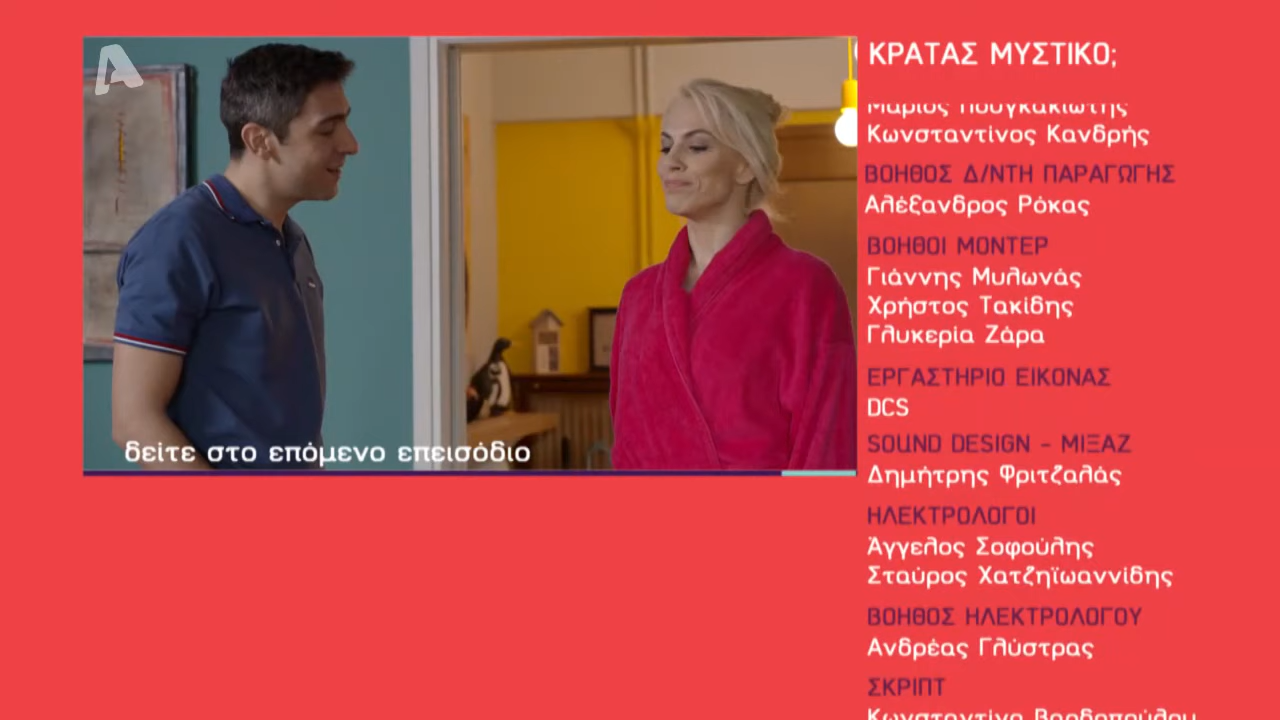 δείτε στο επόμενο επεισόδιο
ΚΡΑΤΑΣ ΜΥΣΤΙΚΟ;
Κωνσταντίνος Κανδρής
ΒΟΗΘΟΣ Δ/ΝΤΗ ΠΑΡΑΓΩΓΗΣ
Αλέξανδρος Ρόκας
ΒΟΗΘΟΙ ΜΟΝΤΕΡ
Γιάννης Μυλωνάς
Χρήστος Τακίδης
Γλυκερία Ζάρα
ΕΡΓΑΣΤΗΡΙΟ ΕΙΚΟΝΑΣ
DCS
SOUND DESIGN - ΜΙΞΑΖ
Δημήτρης Φριτζαλάς
ΗΛΕΚΤΡΟΛΟΓΟΙ
Άγγελος Σοφούλης
Σταύρος Χατζηϊωαννίδης
ΒΟΗΘΟΣ ΗΛΕΚΤΡΟΛΟΓΟΥ
Ανδρέας Γλύστρας
ΣΚΡΙΠΤ